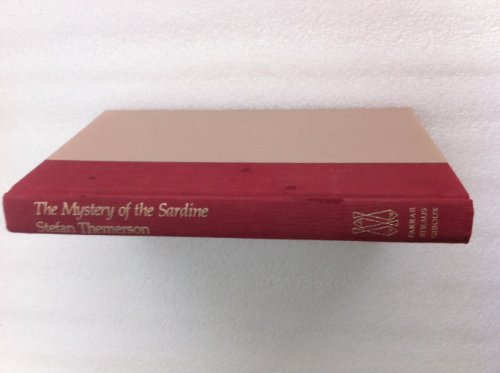 The Mystery of the Sardine
Stefan Themerson
FARRAR
STRAUS
GIROUX